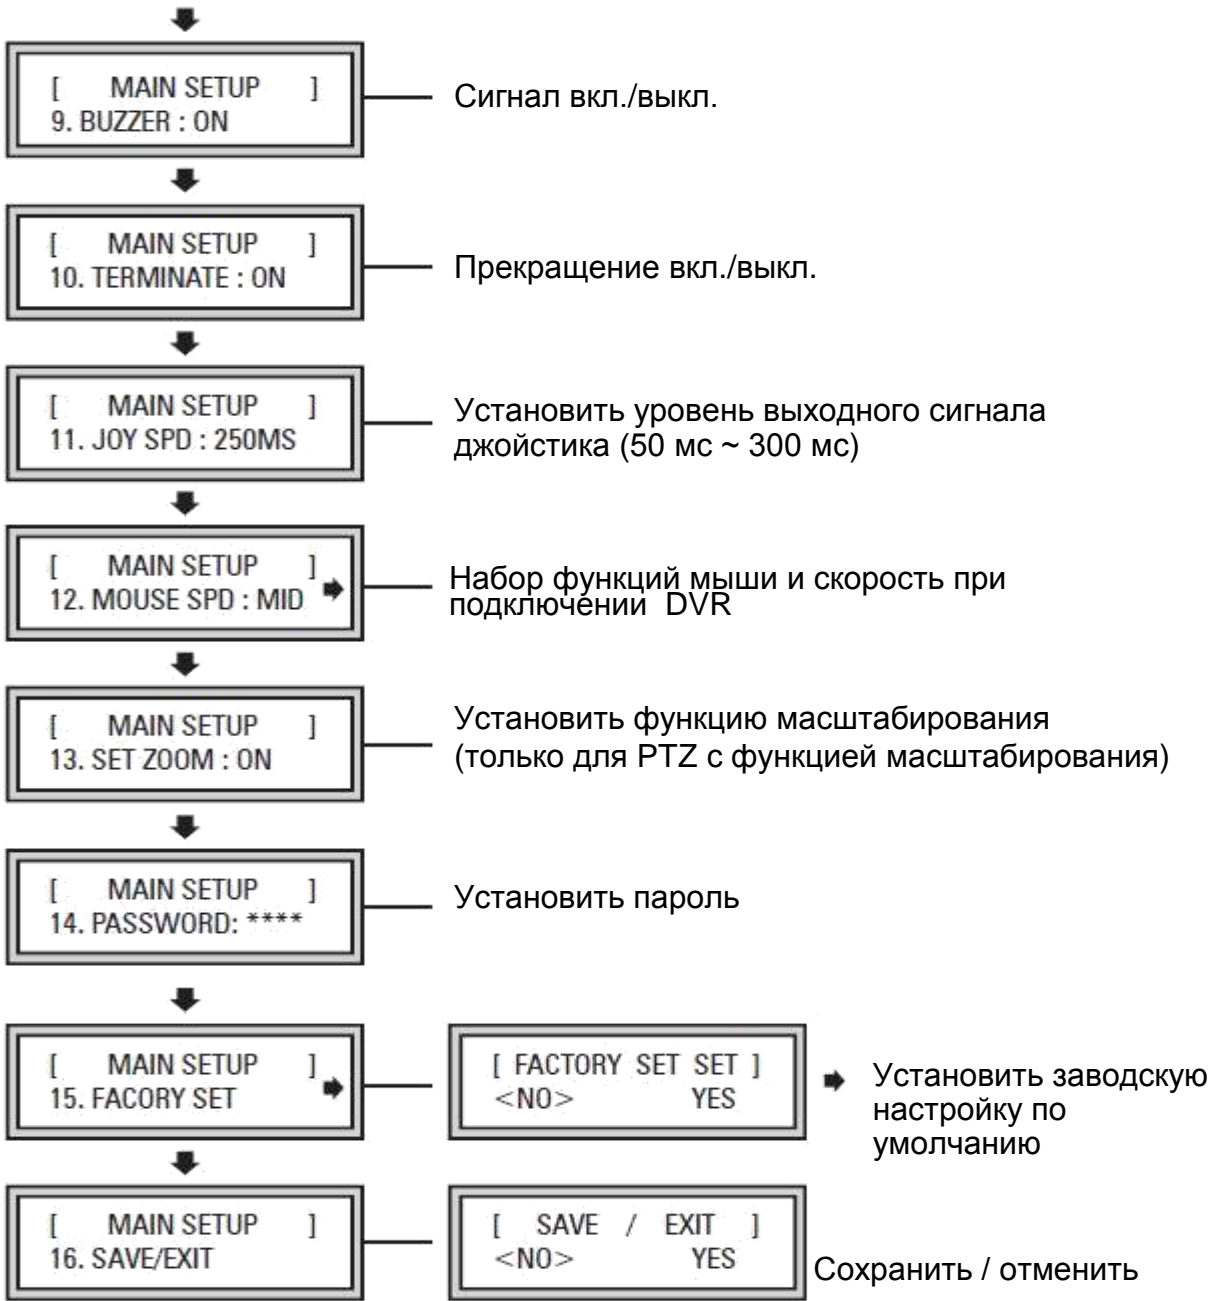 [ MAIN SETUP ]
9. BUZZER : ON
Сигнал вкл./выкл.
[ MAIN SETUP ]
10. TERMINATE : ON
Прекращение вкл./выкл.
[ MAIN SETUP ]
11. JOY SPD : 250MS
Установить уровень выходного сигнала
джойстика (50 мс ~ 300 мс)
[ MAIN SETUP ]
12. MOUSE SPD : MID
Набор функций мыши и скорость при
подключении DVR
[ MAIN SETUP ]
13. SET ZOOM : ON
Установить функцию масштабирования
(только для PTZ с функцией масштабирования)
[ MAIN SETUP ]
14. PASSWORD: ****
Установить пароль
[ MAIN SETUP ]
15. FACORY SET
[ FACTORY SET SET ]
<NO> YES
Установить заводскую
настройку по
умолчанию
[ MAIN SETUP ]
16. SAVE/EXIT
[ SAVE / EXIT ]
<NO> YES
Сохранить / отменить